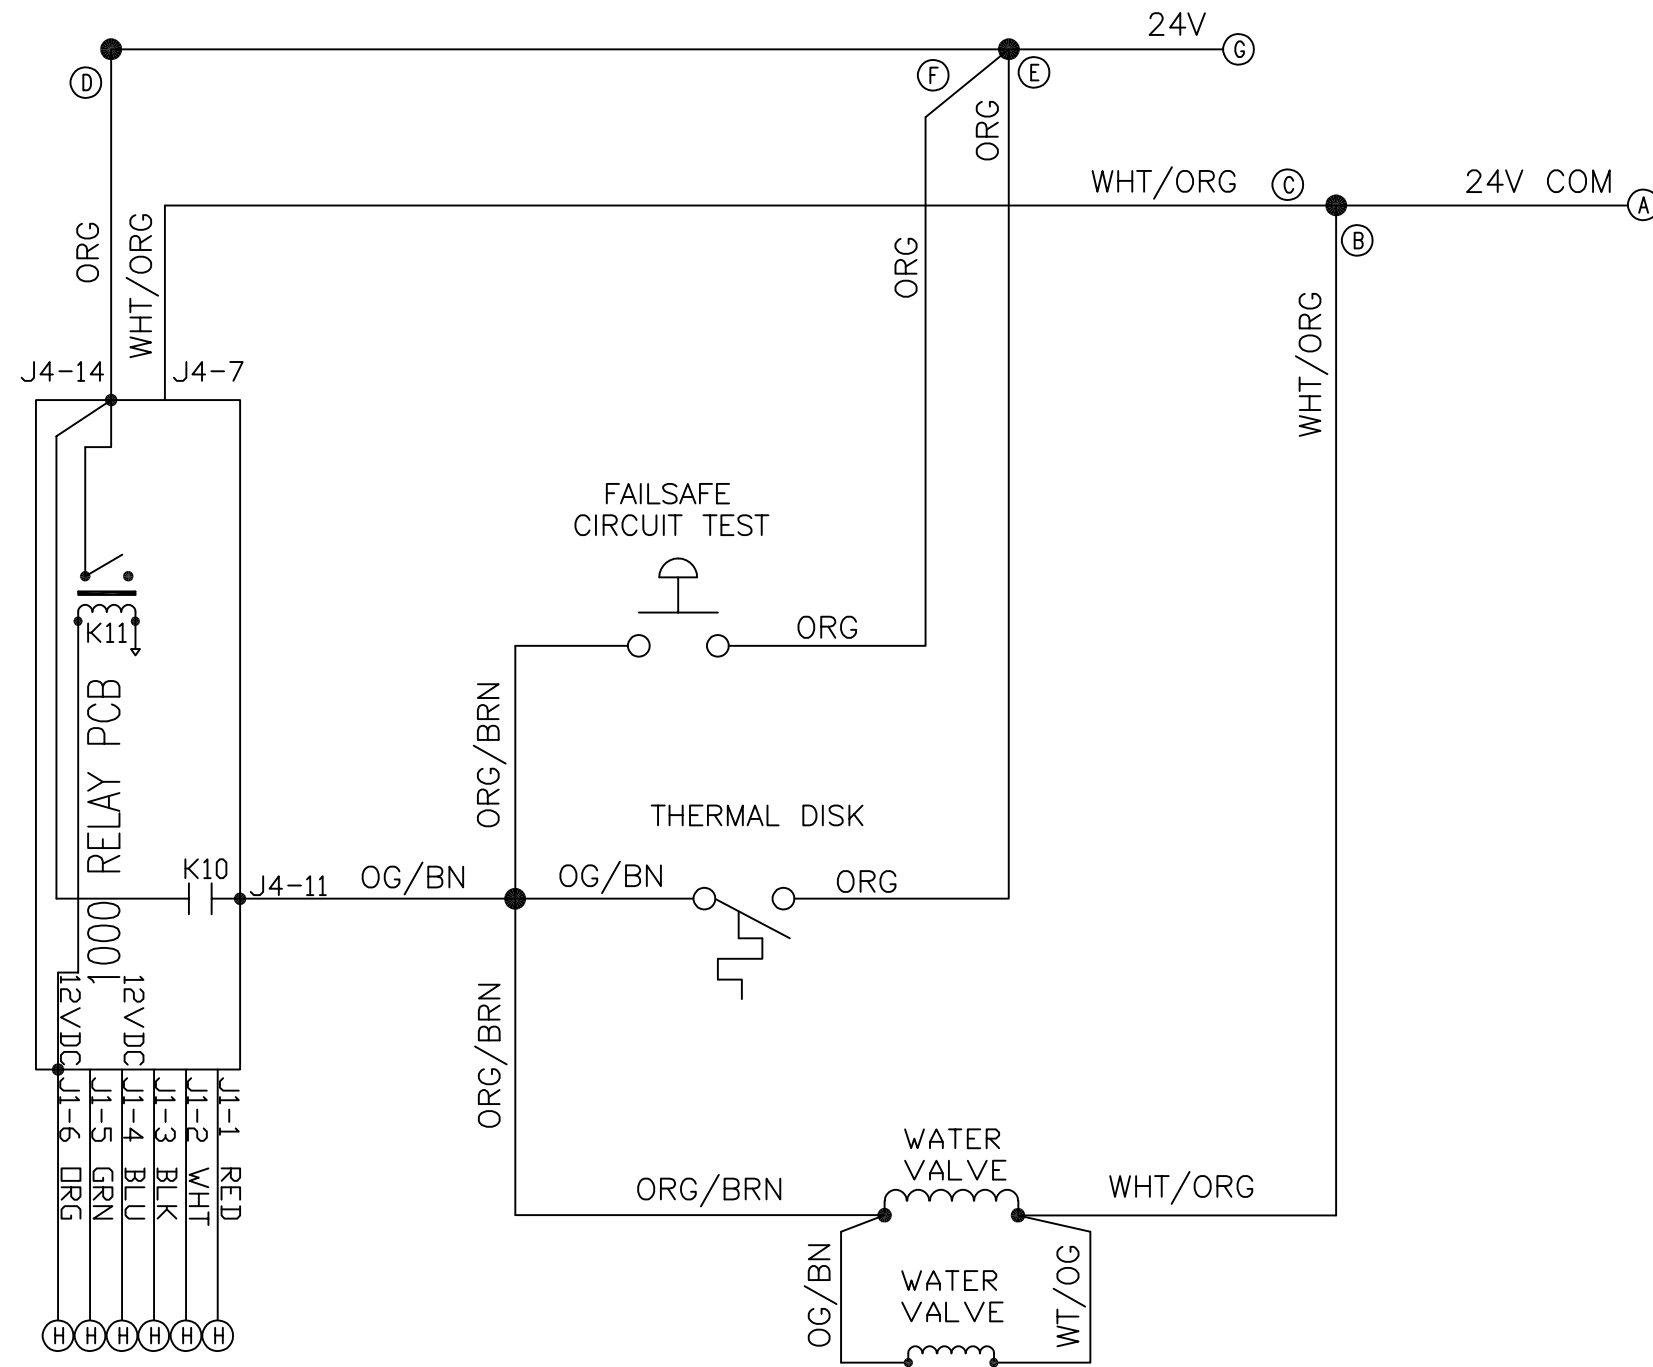 24V
G
D
F
E
ORG
WHT/ORG
C
24V COM
A
B
ORG
WHT/ORG
ORG
WHT/ORG
J4-14
J4-7
FAILSAFE
CIRCUIT TEST
K11
ORG
1000 RELAY PCB
ORG/BRN
THERMAL DISK
K10
J4-11
OG/BN
OG/BN
ORG
12VDC
12VDC
ORG/BRN
J1-6 ORG
J1-5 GRN
J1-4 BLU
J1-3 BLK
J1-2 WHT
J1-1 RED
WATER
VALVE
ORG/BRN
WHT/ORG
OG/BN
WATER
VALVE
WT/OG
H
H
H
H
H
H